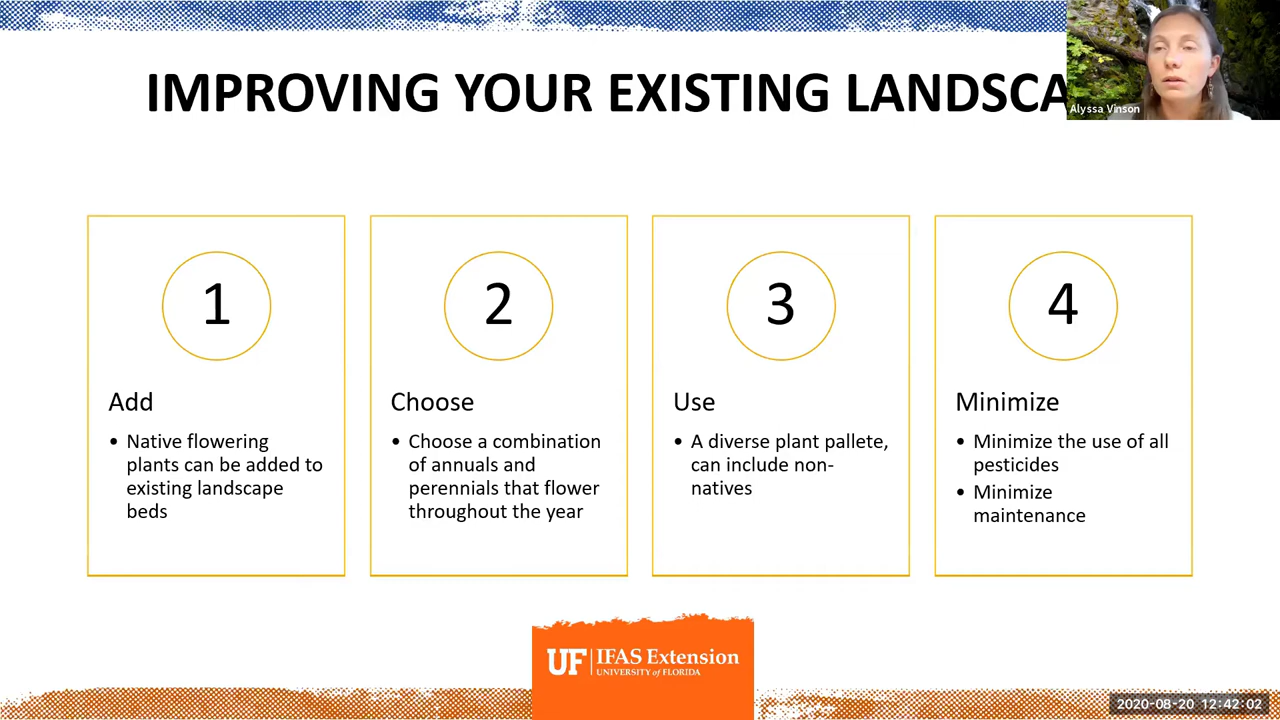 IMPROVING YOUR EXISTING LANDSCA
Alyssa Vinson
1
Add
• Native flowering
plants can be added to
existing landscape
beds
2
Choose
• Choose a combination
of annuals and
perennials that flower
throughout the year
3
Use
• A diverse plant pallete,
can include non-
natives
4
Minimize
• Minimize the use of all
pesticides
• Minimize
maintenance
UF IFAS Extension
UNIVERSITY of FLORIDA
2020-08-20 12:42:02